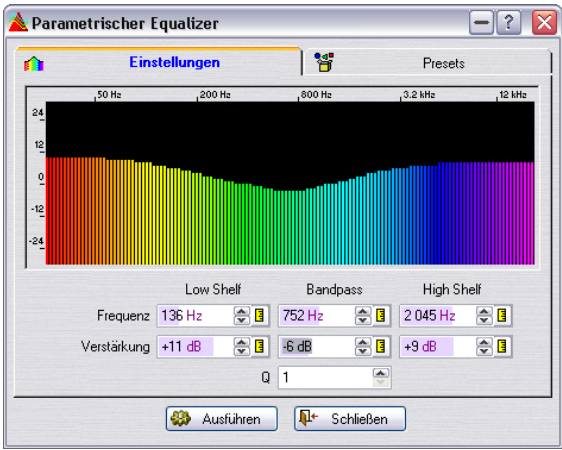 Parametrischer Equalizer
Einstellungen
Presets
50 Hz 200 Hz 800 Hz 3.2 kHz 12 kHz
24
12
0
-12
-24
Low Shelf Bandpass High Shelf
Frequenz 136 Hz 752 Hz 2 045 Hz
Verstärkung +11 dB -6 dB +9 dB
Q 1
Ausführen Schließen